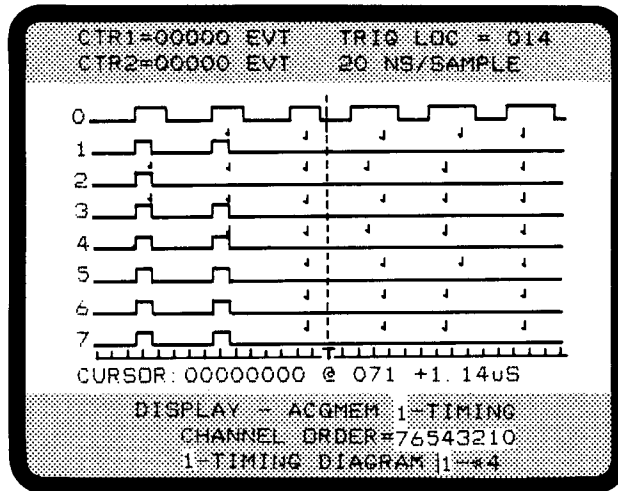 CTR1=00000 EVT TRIG LOC = 014
CTR2=00000 EVT 20 NS/SAMPLE
0
1
2
3
4
5
6
7
CURSOR: 00000000 @ 071 +1.14uS
DISPLAY - ACQMEM 1-TIMING
CHANNEL ORDER=76543210
1-TIMING DIAGRAM 1-*4